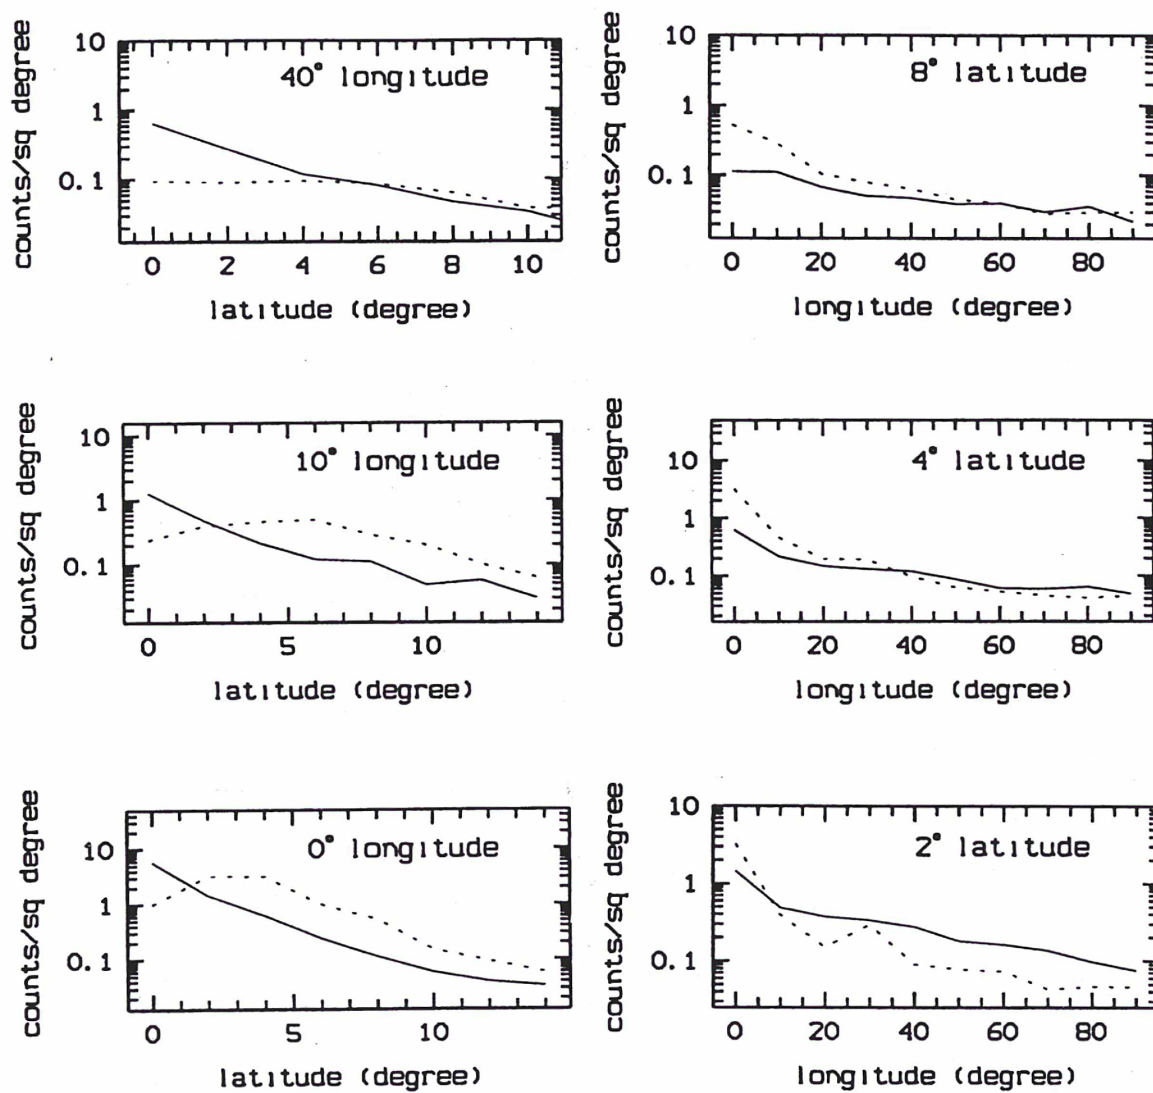 40° longitude
counts/sq degree
10
1
0.1
0 2 4 6 8 10
latitude (degree)
8° latitude
counts/sq degree
10
1
0.1
0 20 40 60 80
longitude (degree)
10° longitude
counts/sq degree
10
1
0.1
0 5 10
latitude (degree)
4° latitude
counts/sq degree
10
1
0.1
0 20 40 60 80
longitude (degree)
0° longitude
counts/sq degree
10
1
0.1
0 5 10
latitude (degree)
2° latitude
counts/sq degree
10
1
0.1
0 20 40 60 80
longitude (degree)